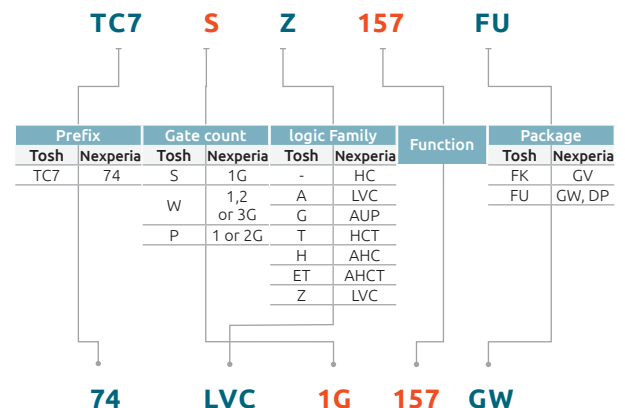 TC7 S Z 157 FU
Prefix Gate count logic Family Function Package
Tosh Nexperia Tosh Nexperia Tosh Nexperia Tosh Nexperia
TC7 74 S 1G - HC FK GV
W 1,2 or 3G A LVC FU GW, DP
G AUP
P 1 or 2G T HCT
H AHC
ET AHCT
Z LVC
74 LVC 1G 157 GW